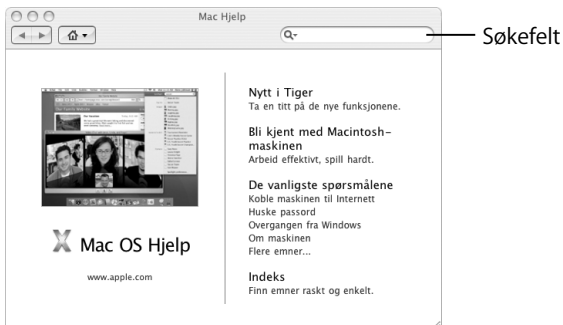 Mac Hjelp
Søkefelt
Nytt i Tiger
Ta en titt på de nye funksjonene.
Bli kjent med Macintosh-
maskinen
Arbeid effektivt, spill hardt.
De vanligste spørsmålene
Koble maskinen til Internett
Huske passord
Overgangen fra Windows
Om maskinen
Flere emner...
Indeks
Finn emner raskt og enkelt.
Mac OS Hjelp
www.apple.com